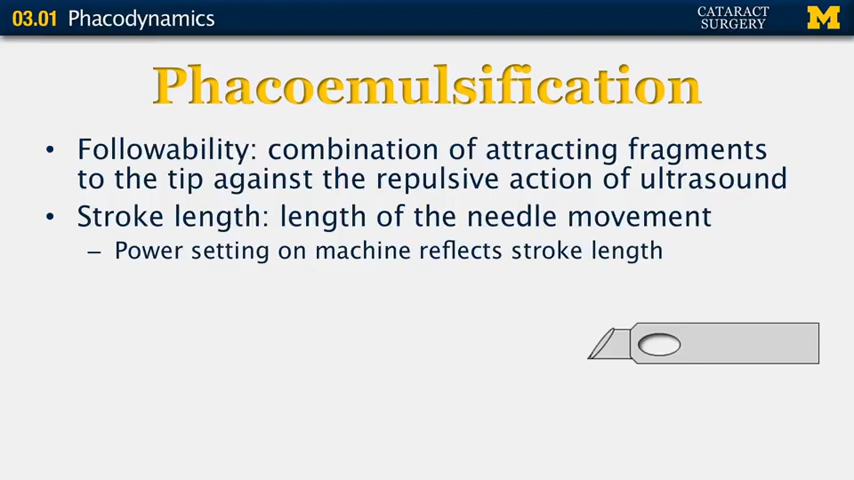 03.01 Phacodynamics
CATARACT
SURGERY
M
Phacoemulsification
• Followability: combination of attracting fragments
to the tip against the repulsive action of ultrasound
• Stroke length: length of the needle movement
– Power setting on machine reflects stroke length